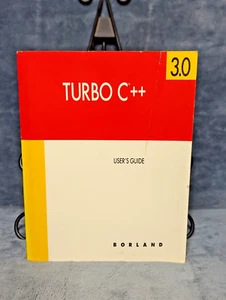 3.0
TURBO C++
USER'S GUIDE
BORLAND